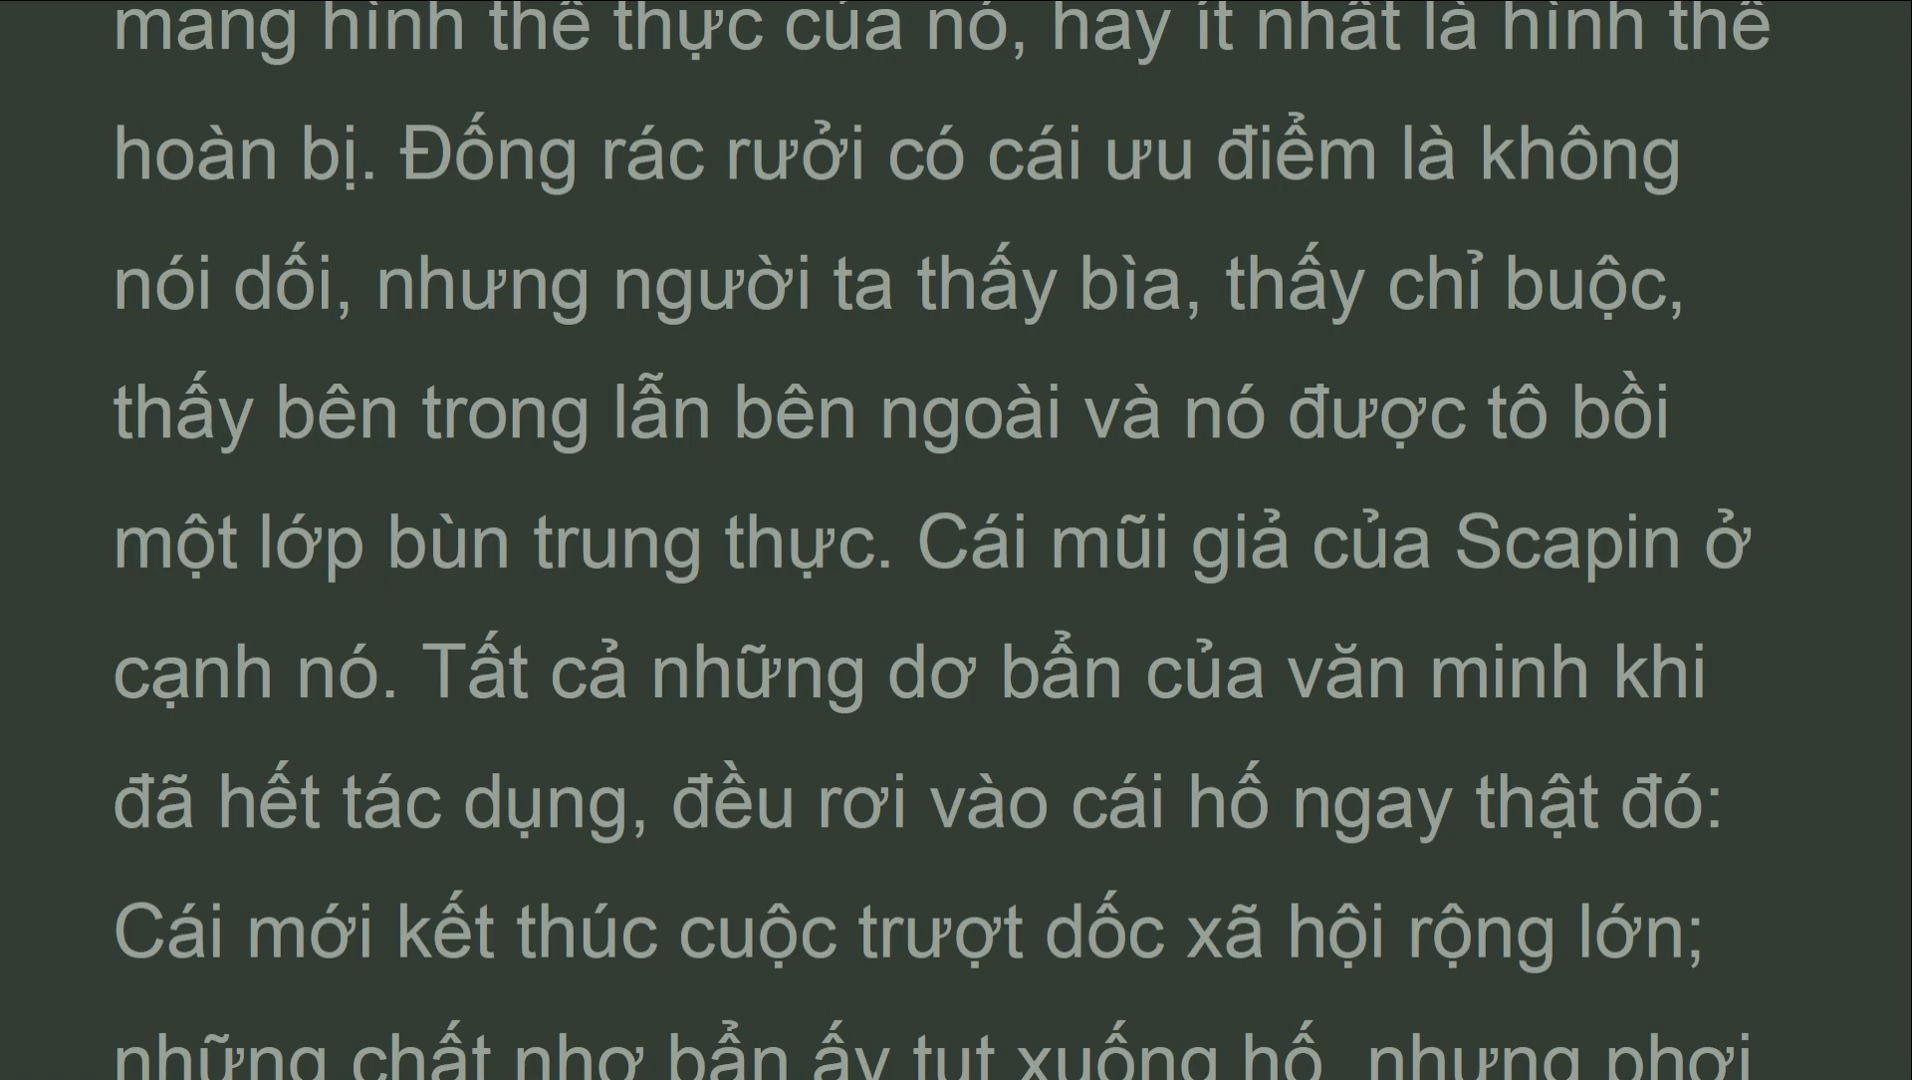 mang hình thể thực của nó, hay ít nhất là hình thể
hoàn bị. Đống rác rưởi có cái ưu điểm là không
nói dối, nhưng người ta thấy bìa, thấy chỉ buộc,
thấy bên trong lẫn bên ngoài và nó được tô bồi
một lớp bùn trung thực. Cái mũi giả của Scapin ở
cạnh nó. Tất cả những dơ bẩn của văn minh khi
đã hết tác dụng, đều rơi vào cái hố ngay thật đó:
Cái mới kết thúc cuộc trượt dốc xã hội rộng lớn;
những chất nhơ bẩn ấy tụt xuống hố, nhưng phơi